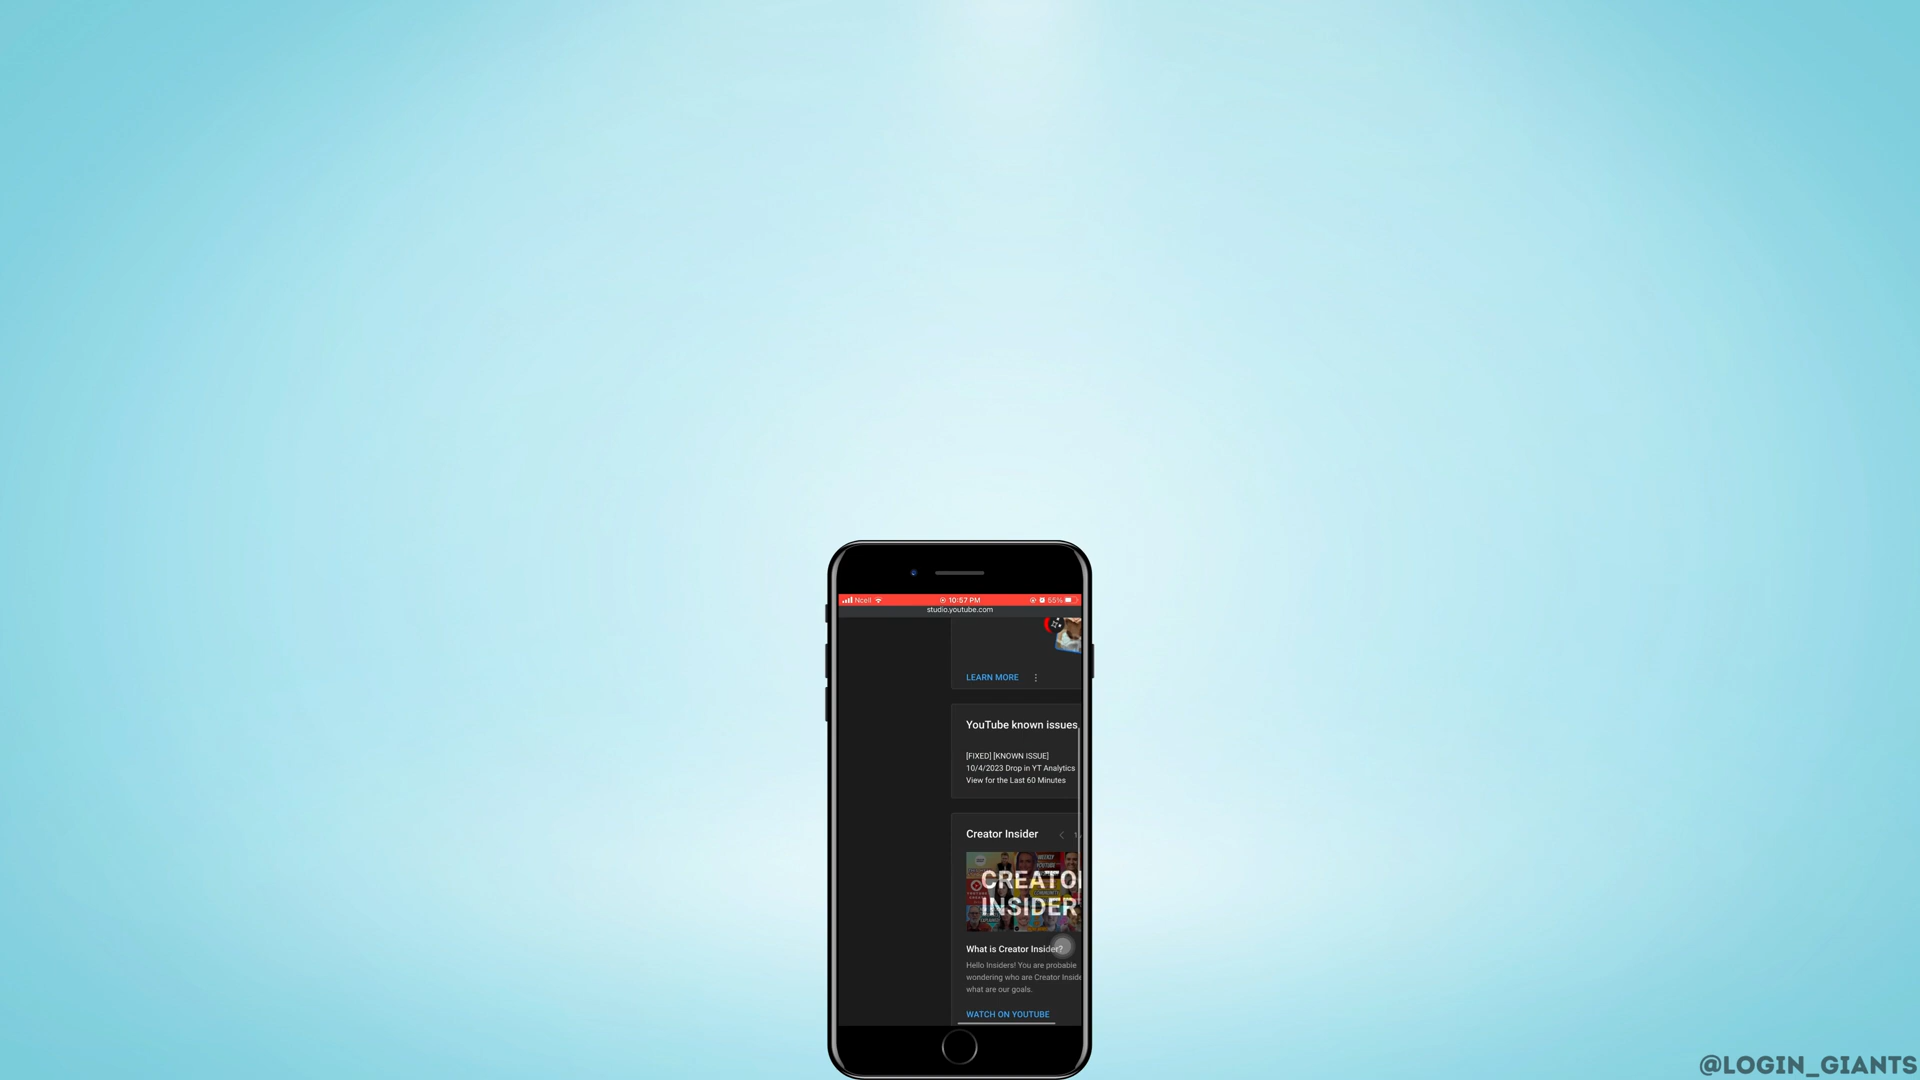 Ncell 10:57 PM 55%
studio.youtube.com
LEARN MORE
YouTube known issues
[FIXED] [KNOWN ISSUE]
10/4/2023 Drop in YT Analytics
View for the Last 60 Minutes
Creator Insider
WEEKLY
YOUTUBE
CREATO
INSIDER
What is Creator Insider?
Hello Insiders! You are probable
wondering who are Creator Inside
what are our goals.
WATCH ON YOUTUBE
@LOGIN_GIANTS